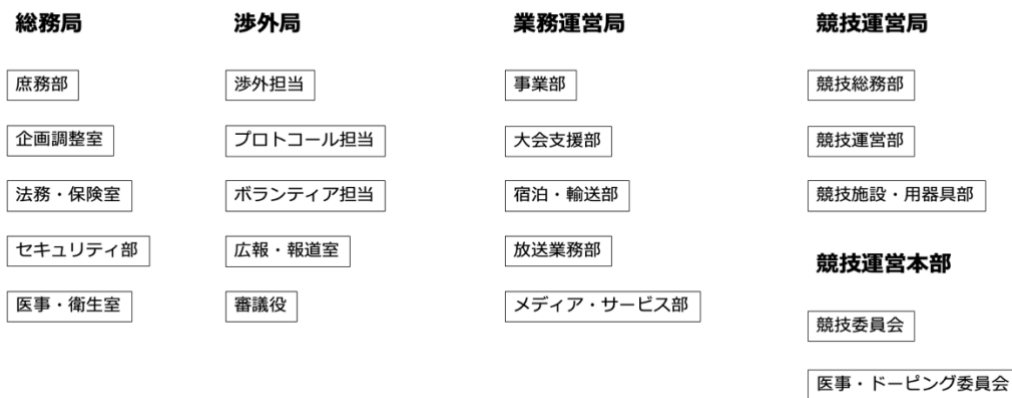 総務局
庶務部
企画調整室
法務・保険室
セキュリティ部
医事・衛生室
渉外局
渉外担当
プロトコール担当
ボランティア担当
広報・報道室
審議役
業務運営局
事業部
大会支援部
宿泊・輸送部
放送業務部
メディア・サービス部
競技運営局
競技総務部
競技運営部
競技施設・用器具部
競技運営本部
競技委員会
医事・ドーピング委員会